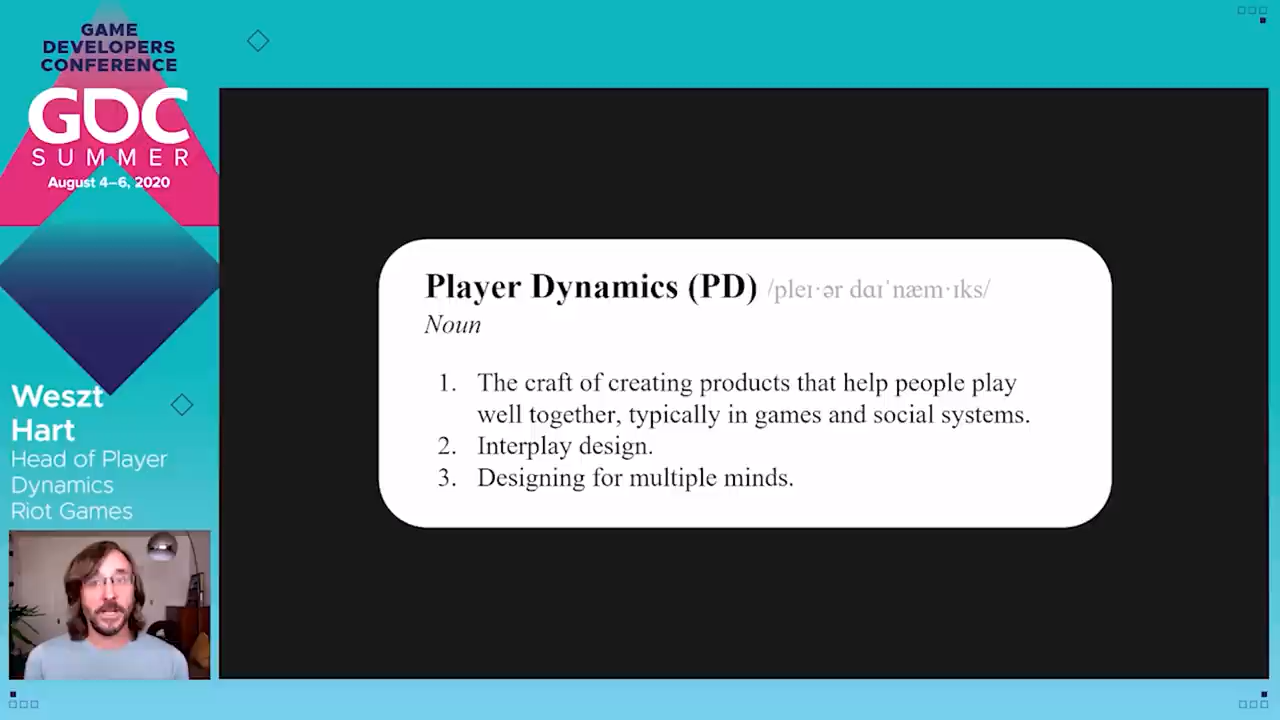 GAME
DEVELOPERS
CONFERENCE
GDC
SUMMER
August 4–6, 2020
Weszt
Hart
Head of Player
Dynamics
Riot Games
Player Dynamics (PD) /pleɪ·ər daɪˈnæm·ɪks/
Noun
1. The craft of creating products that help people play
well together, typically in games and social systems.
2. Interplay design.
3. Designing for multiple minds.